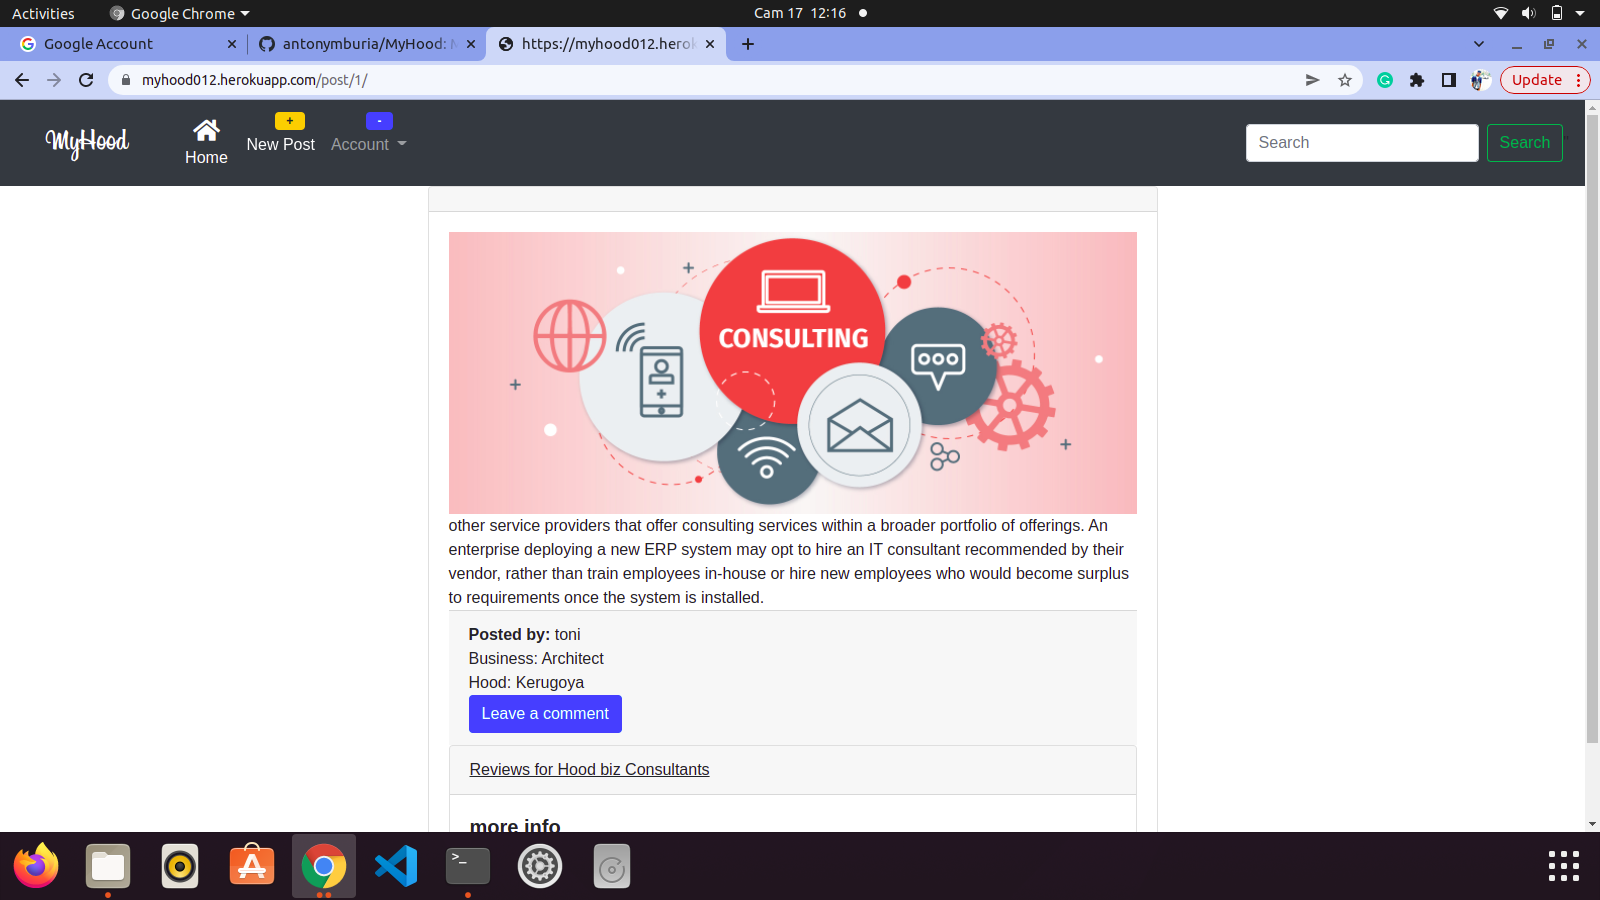 Activities
Google Chrome
Cam 17 12:16
Google Account
antonymburia/MyHood:
https://myhood012.herok
myhood012.herokuapp.com/post/1/
Update
MyHood
Home
+
New Post
-
Account
Search
Search
CONSULTING
other service providers that offer consulting services within a broader portfolio of offerings. An
enterprise deploying a new ERP system may opt to hire an IT consultant recommended by their
vendor, rather than train employees in-house or hire new employees who would become surplus
to requirements once the system is installed.
Posted by: toni
Business: Architect
Hood: Kerugoya
Leave a comment
Reviews for Hood biz Consultants
more info